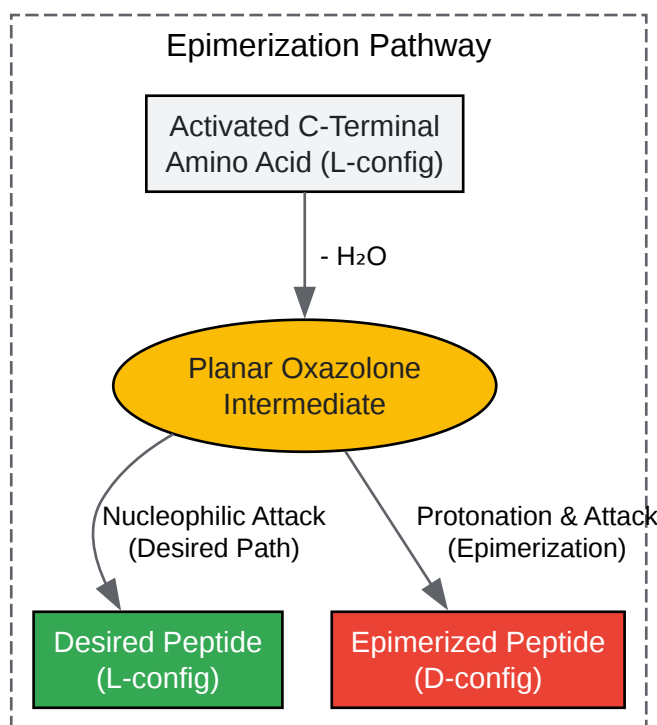 Epimerization Pathway
Activated C-Terminal
Amino Acid (L-config)
- H₂O
Planar Oxazolone
Intermediate
Nucleophilic Attack
(Desired Path)
Protonation & Attack
(Epimerization)
Desired Peptide
(L-config)
Epimerized Peptide
(D-config)